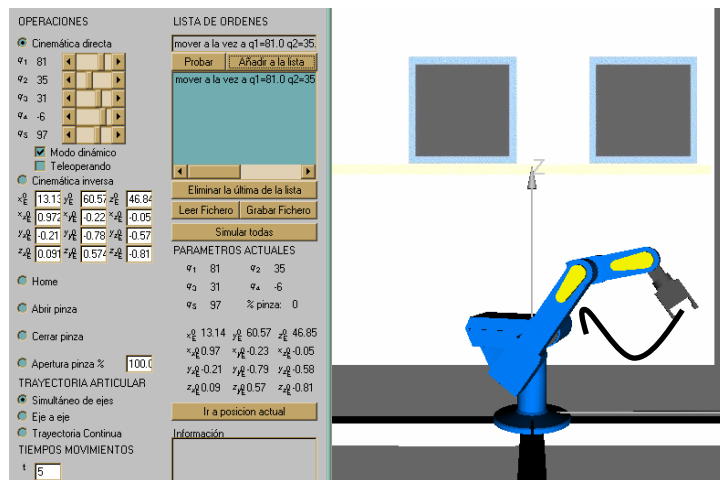 OPERACIONES
Cinemática directa
q1 81
q2 35
q3 31
q4 -6
q5 97
Modo dinámico
Teleoperando
Cinemática inversa
13.13 60.57 46.84
0.972 -0.22 -0.05
-0.21 -0.78 -0.57
0.091 0.574 -0.81
Home
Abrir pinza
Cerrar pinza
Apertura pinza % 100.0
TRAYECTORIA ARTICULAR
Simultáneo de ejes
Eje a eje
Trayectoria Continua
TIEMPOS MOVIMIENTOS
t 5
LISTA DE ORDENES
mover a la vez a q1=81.0 q2=35.
Probar Añadir a la lista
mover a la vez a q1=81.0 q2=35
Eliminar la última de la lista
Leer Fichero Grabar Fichero
Simular todas
PARAMETROS ACTUALES
q1 81 q2 35
q3 31 q4 -6
q5 97 % pinza: 0
13.14 60.57 46.85
0.97 -0.23 -0.05
-0.21 -0.79 -0.58
0.09 0.57 -0.81
Ir a posicion actual
Información
Z